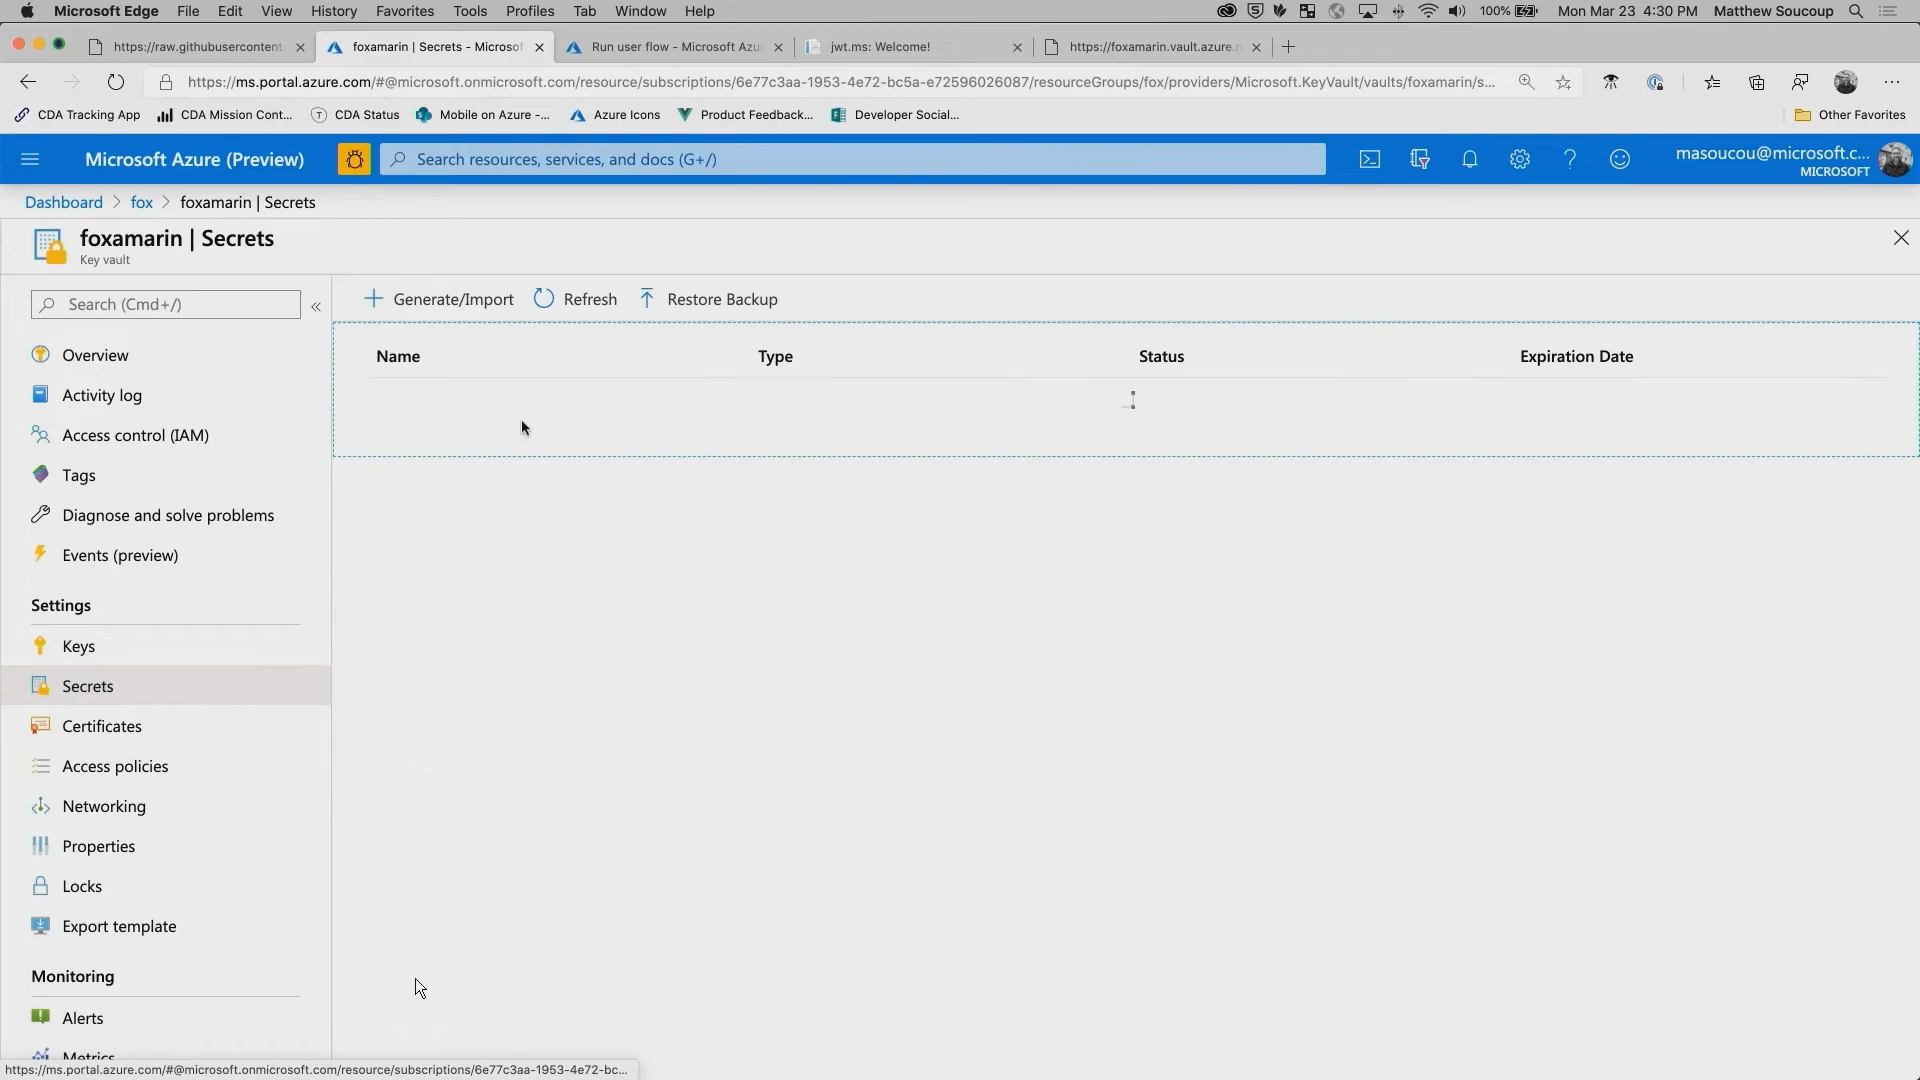 Microsoft Edge File Edit View History Favorites Tools Profiles Tab Window Help 100% Mon Mar 23 4:30 PM Matthew Soucoup
https://raw.githubusercontent. foxamarin | Secrets - Microsof Run user flow - Microsoft Azu jwt.ms: Welcome! https://foxamarin.vault.azure.n
https://ms.portal.azure.com/#@microsoft.onmicrosoft.com/resource/subscriptions/6e77c3aa-1953-4e72-bc5a-e72596026087/resourceGroups/fox/providers/Microsoft.KeyVault/vaults/foxamarin/s...
CDA Tracking App CDA Mission Cont... CDA Status Mobile on Azure -... Azure Icons Product Feedback... Developer Social... Other Favorites
Microsoft Azure (Preview) Search resources, services, and docs (G+/) masoucou@microsoft.c...
MICROSOFT
Dashboard > fox > foxamarin | Secrets
foxamarin | Secrets
Key vault
Search (Cmd+/) «
Generate/Import Refresh Restore Backup
Name Type Status Expiration Date
Overview
Activity log
Access control (IAM)
Tags
Diagnose and solve problems
Events (preview)
Settings
Keys
Secrets
Certificates
Access policies
Networking
Properties
Locks
Export template
Monitoring
Alerts
Metrics
https://ms.portal.azure.com/#@microsoft.onmicrosoft.com/resource/subscriptions/6e77c3aa-1953-4e72-bc...